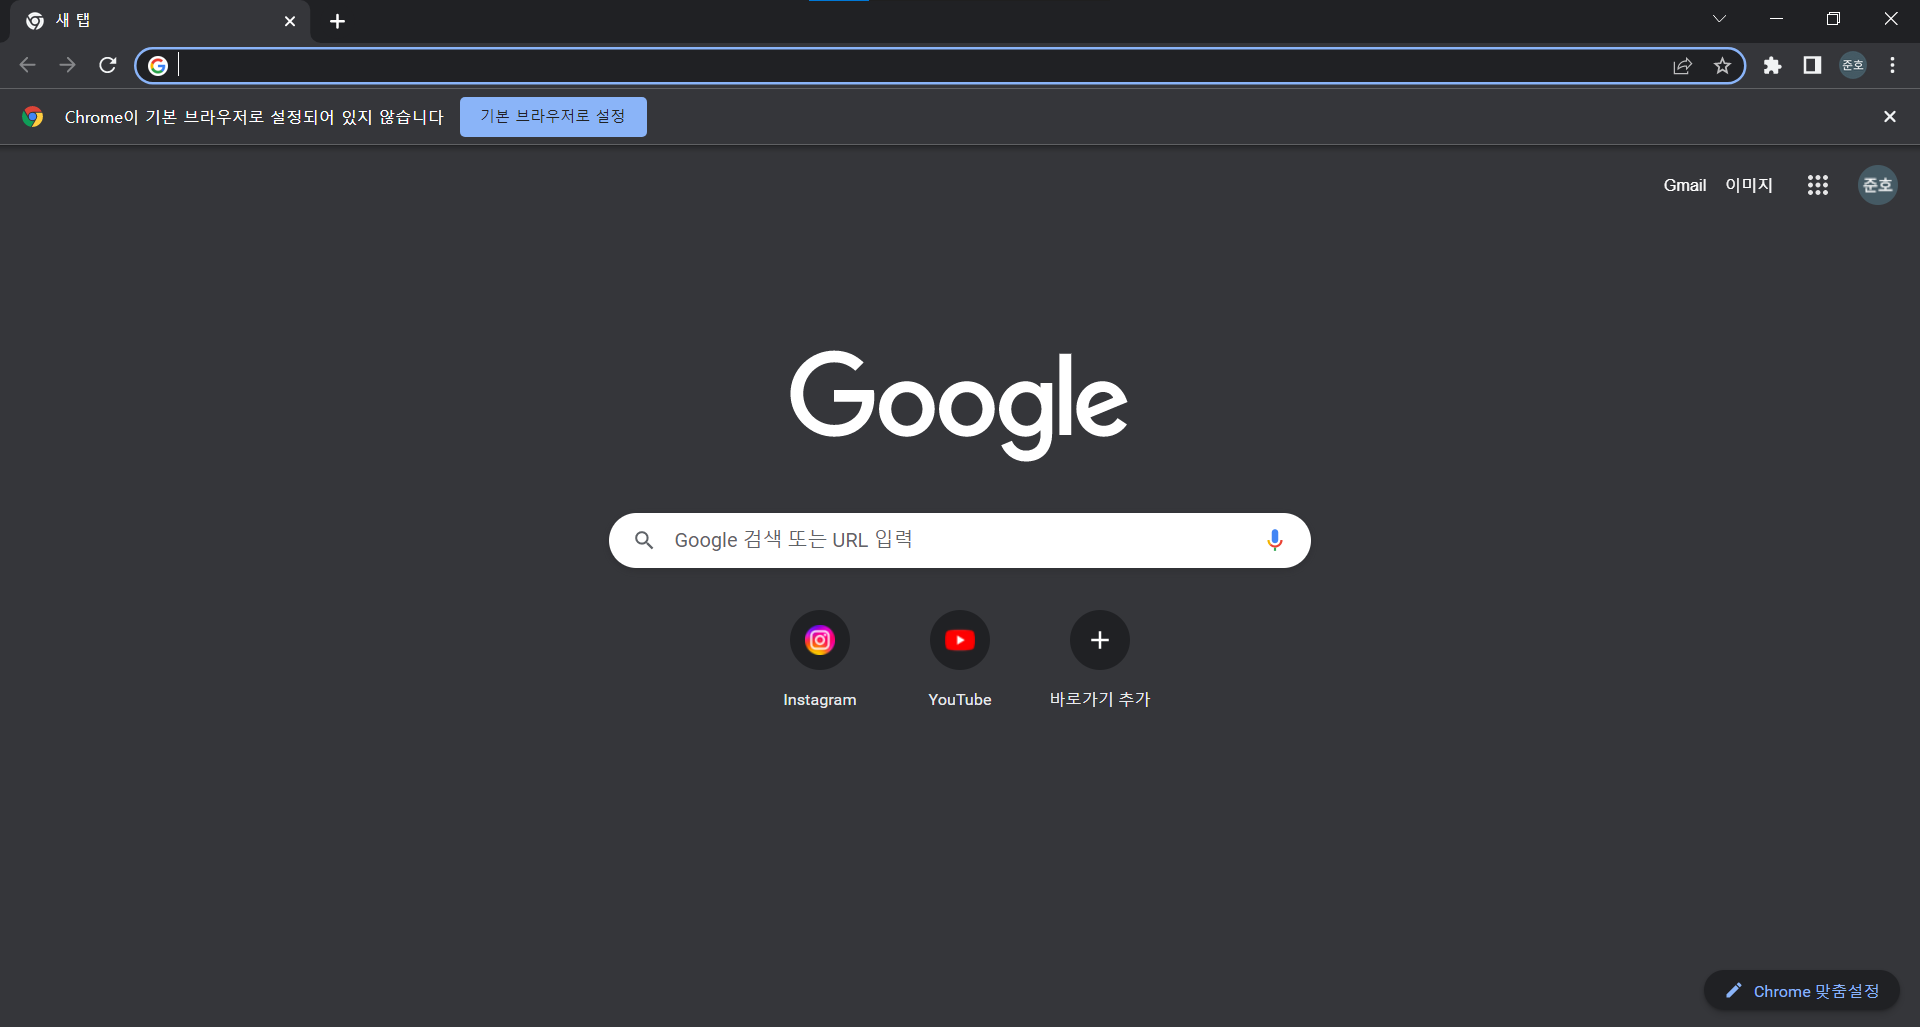 새 탭
준호
Chrome이 기본 브라우저로 설정되어 있지 않습니다 기본 브라우저로 설정
Gmail 이미지 준호
Google
Google 검색 또는 URL 입력
Instagram YouTube 바로가기 추가
Chrome 맞춤설정